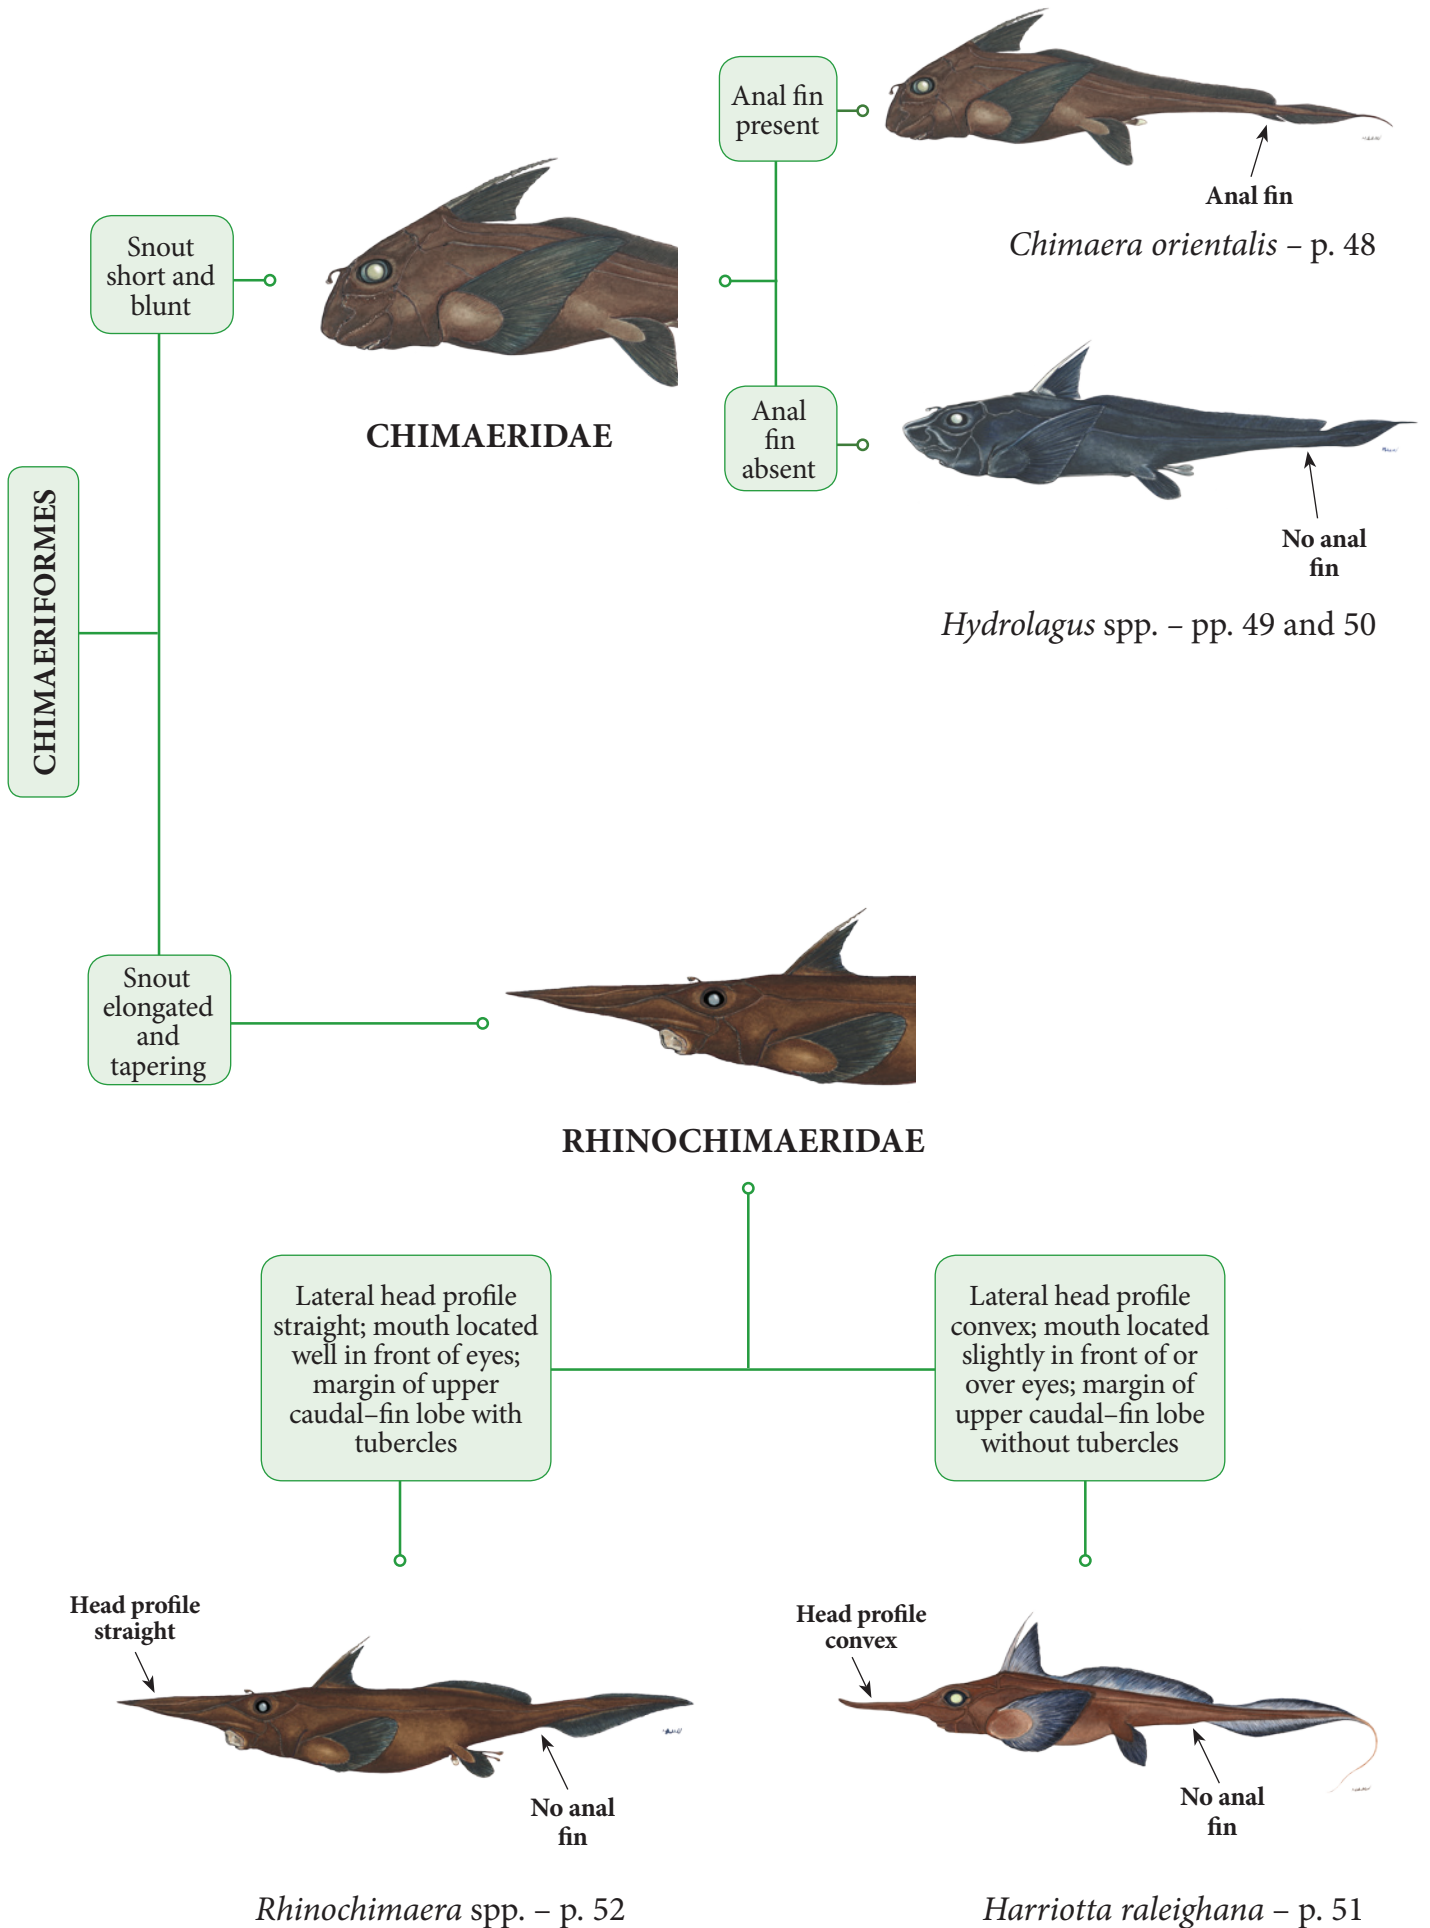 CHIMAERIFORMES
Snout
short and
blunt
CHIMAERIDAE
Anal fin
present
Anal fin
Chimaera orientalis – p. 48
Anal
fin
absent
No anal
fin
Hydrolagus spp. – pp. 49 and 50
Snout
elongated
and
tapering
RHINOCHIMAERIDAE
Lateral head profile
straight; mouth located
well in front of eyes;
margin of upper
caudal–fin lobe with
tubercles
Lateral head profile
convex; mouth located
slightly in front of or
over eyes; margin of
upper caudal–fin lobe
without tubercles
Head profile
straight
No anal
fin
Rhinochimaera spp. – p. 52
Head profile
convex
No anal
fin
Harriotta raleighana – p. 51